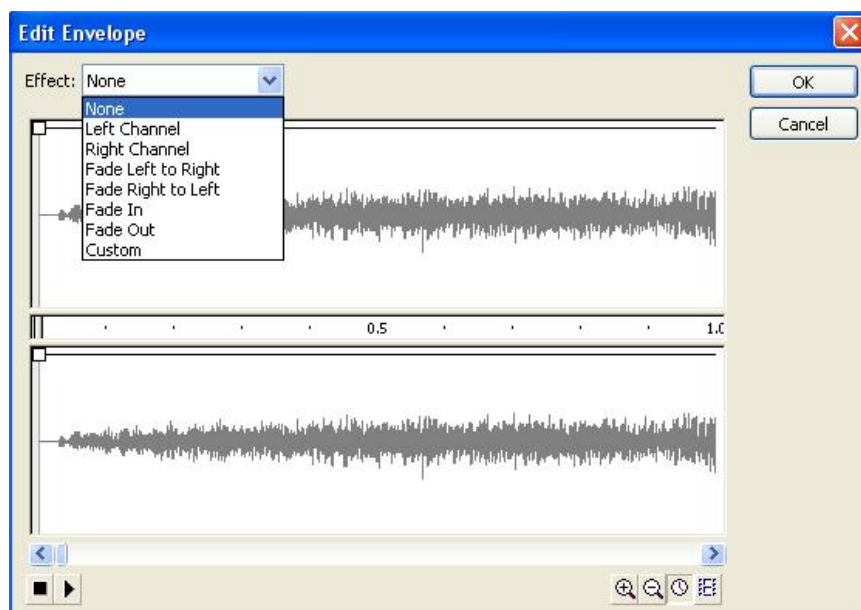 Edit Envelope
Effect: None
OK
None
Left Channel
Cancel
Right Channel
Fade Left to Right
Fade Right to Left
Fade In
Fade Out
Custom
0.5 1.0